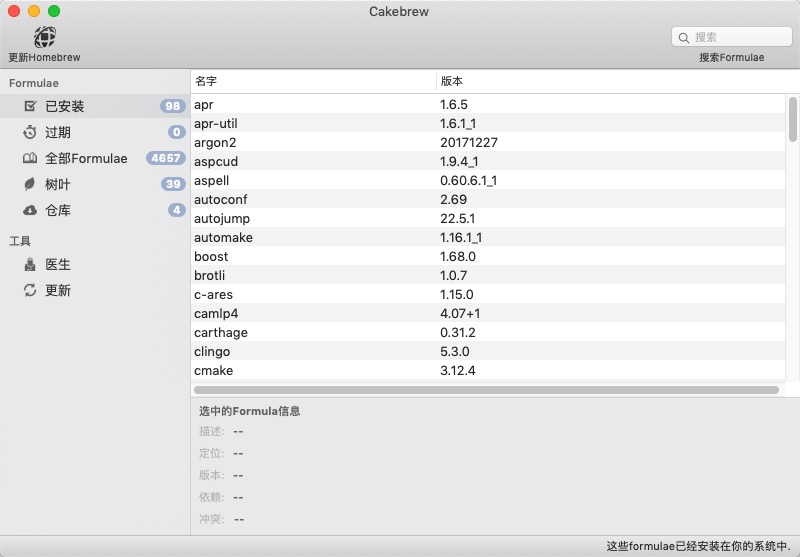 Cakebrew
更新Homebrew
搜索
搜索Formulae
Formulae
已安装 98
过期 0
全部Formulae 4657
树叶 39
仓库 4
工具
医生
更新
名字 版本
apr 1.6.5
apr-util 1.6.1_1
argon2 20171227
aspcud 1.9.4_1
aspell 0.60.6.1_1
autoconf 2.69
autojump 22.5.1
automake 1.16.1_1
boost 1.68.0
brotli 1.0.7
c-ares 1.15.0
camlp4 4.07+1
carthage 0.31.2
clingo 5.3.0
cmake 3.12.4
选中的Formula信息
描述: --
定位: --
版本: --
依赖: --
冲突: --
这些formulae已经安装在你的系统中.